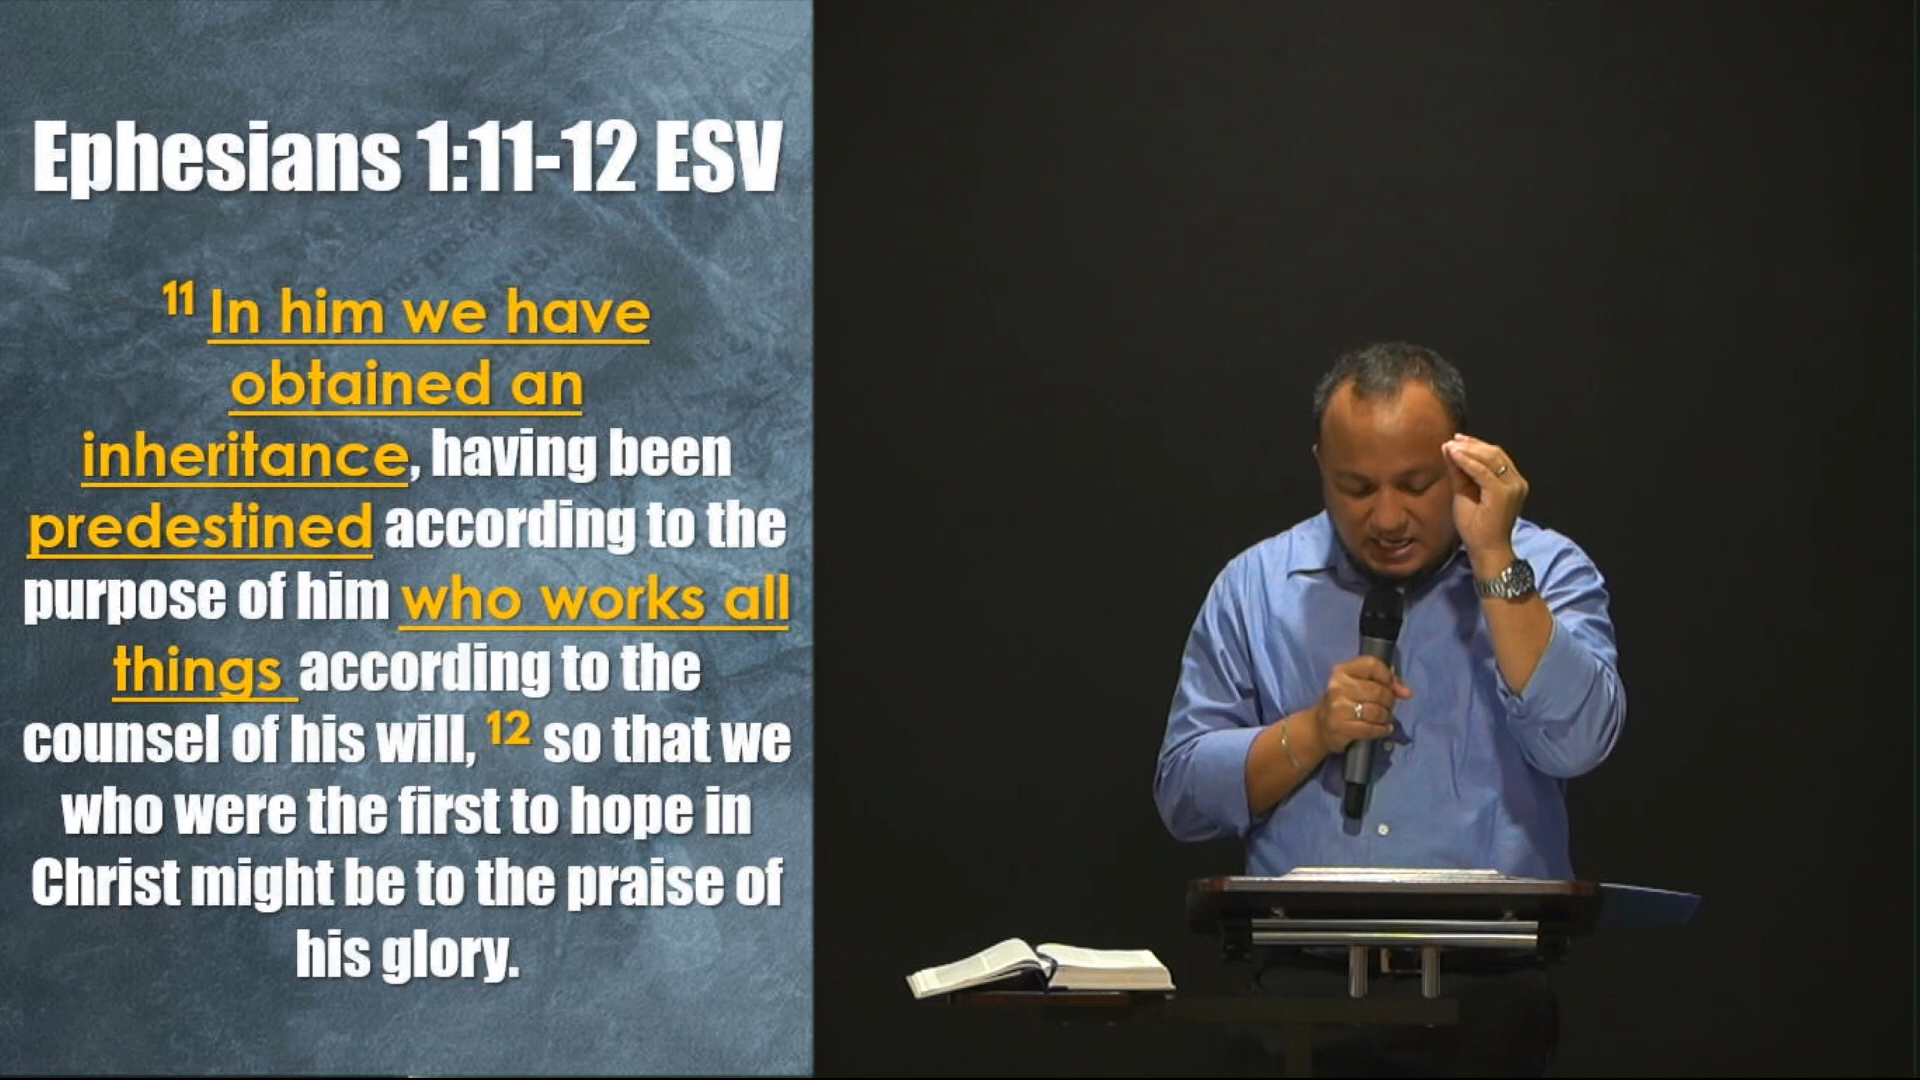 Ephesians 1:11-12 ESV
11 In him we have
obtained an
inheritance, having been
predestined according to the
purpose of him who works all
things according to the
counsel of his will, 12 so that we
who were the first to hope in
Christ might be to the praise of
his glory.